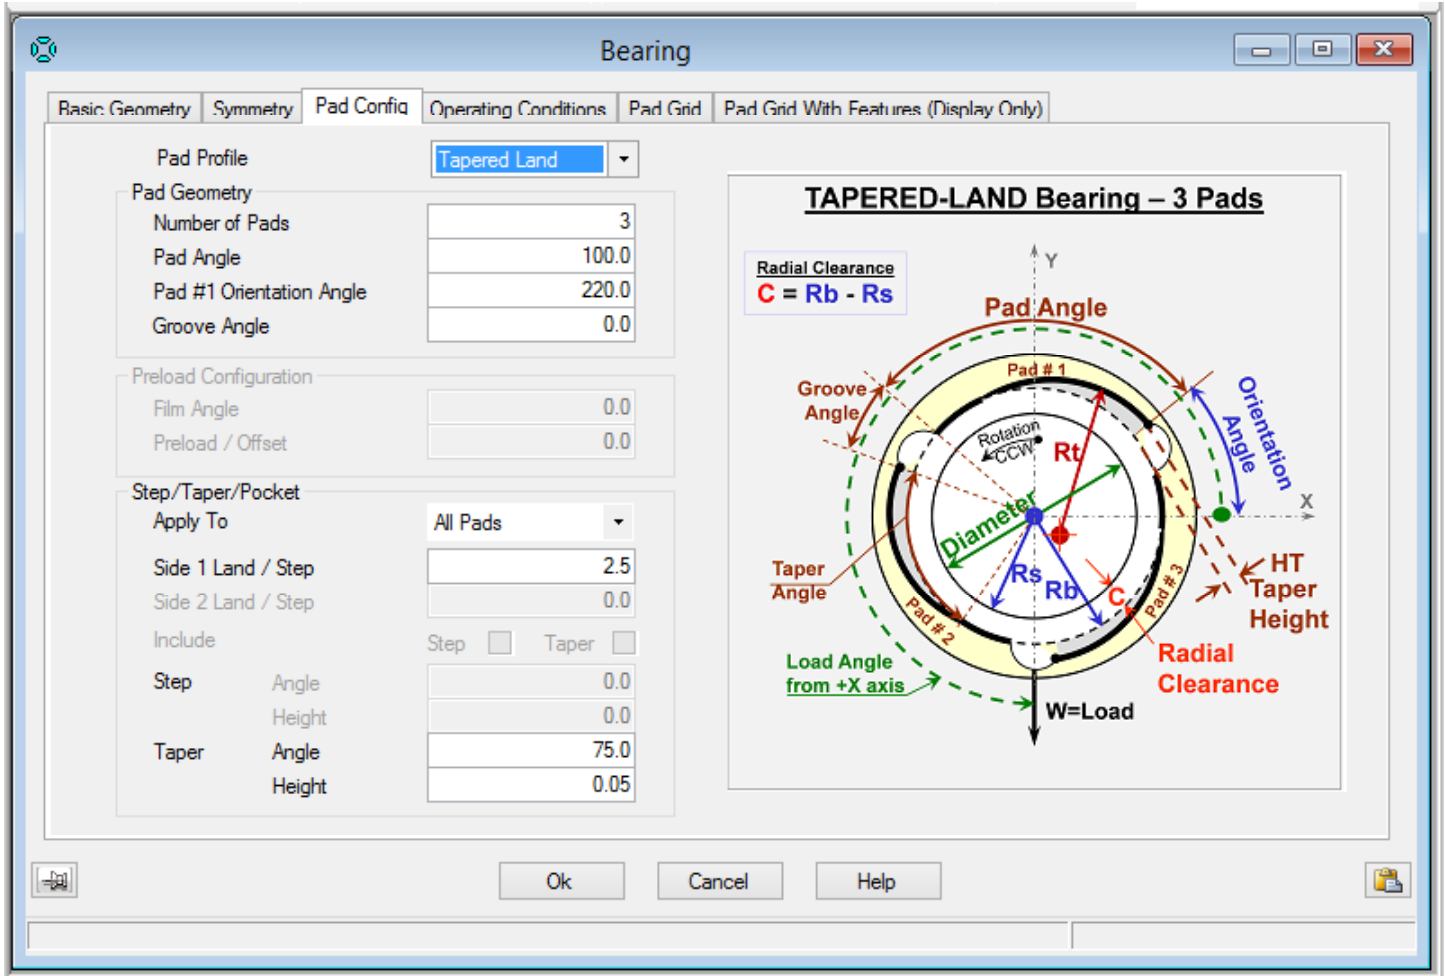 Bearing
Basic Geometry Symmetry Pad Config Operating Conditions Pad Grid Pad Grid With Features (Display Only)
Pad Profile Tapered Land
Pad Geometry
Number of Pads 3
Pad Angle 100.0
Pad #1 Orientation Angle 220.0
Groove Angle 0.0
Preload Configuration
Film Angle 0.0
Preload / Offset 0.0
Step/Taper/Pocket
Apply To All Pads
Side 1 Land / Step 2.5
Side 2 Land / Step 0.0
Include Step Taper
Step Angle 0.0
Height 0.0
Taper Angle 75.0
Height 0.05
TAPERED-LAND Bearing – 3 Pads
Radial Clearance
C = Rb - Rs
Y
Pad Angle
Pad # 1
Groove
Angle
Orientation
Angle
Rotation
CCW
Rt
Diameter
X
Taper
Angle
Rs
Rb
C
HT
Taper
Height
Pad # 2
Pad # 3
Load Angle
from +X axis
Radial
Clearance
W=Load
Ok Cancel Help